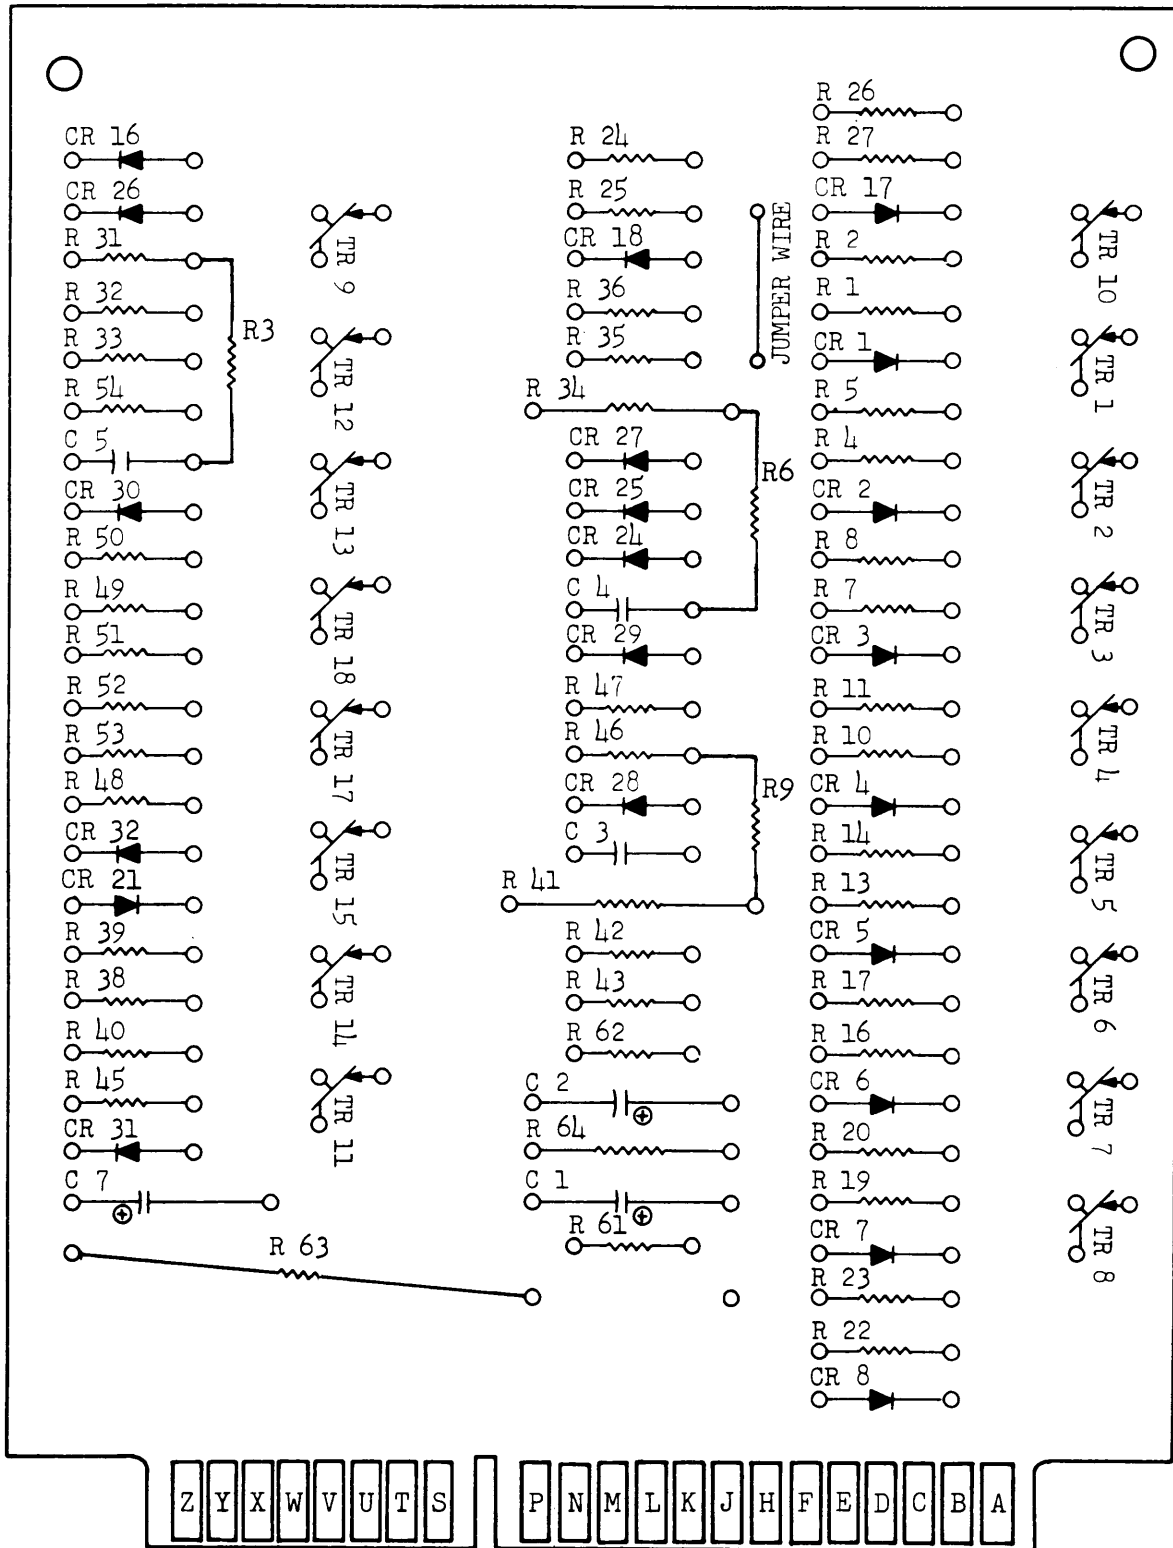 CR 16
CR 26
R 31
R 32
R 33
R 54
C 5
CR 30
R 50
R 49
R 51
R 52
R 53
R 48
CR 32
CR 21
R 39
R 38
R 40
R 45
CR 31
C 7
R 63
R3
TR 9
TR 12
TR 13
TR 18
TR 17
TR 15
TR 14
TR 11
R 24
R 25
CR 18
R 36
R 35
R 34
CR 27
CR 25
CR 24
C 4
CR 29
R 47
R 46
CR 28
C 3
R 41
R 42
R 43
R 62
C 2
R 64
C 1
R 61
JUMPER WIRE
R6
R9
R 26
R 27
CR 17
R 2
R 1
CR 1
R 5
R 4
CR 2
R 8
R 7
CR 3
R 11
R 10
CR 4
R 14
R 13
CR 5
R 17
R 16
CR 6
R 20
R 19
CR 7
R 23
R 22
CR 8
TR 10
TR 1
TR 2
TR 3
TR 4
TR 5
TR 6
TR 7
TR 8
Z Y X W V U T S P N M L K J H F E D C B A